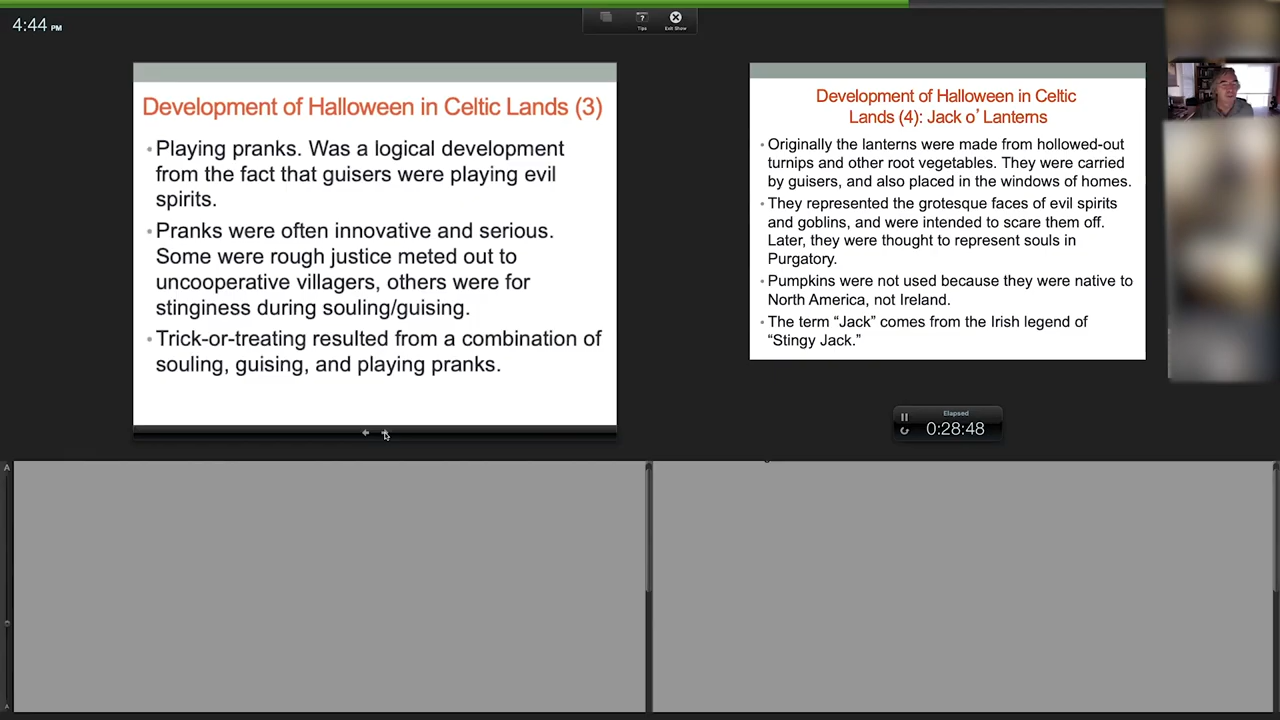 4:44 PM
Tips
Exit Show
Development of Halloween in Celtic Lands (3)
•Playing pranks. Was a logical development
from the fact that guisers were playing evil
spirits.
•Pranks were often innovative and serious.
Some were rough justice meted out to
uncooperative villagers, others were for
stinginess during souling/guising.
•Trick-or-treating resulted from a combination of
souling, guising, and playing pranks.
Development of Halloween in Celtic
Lands (4): Jack o’ Lanterns
• Originally the lanterns were made from hollowed-out
turnips and other root vegetables. They were carried
by guisers, and also placed in the windows of homes.
• They represented the grotesque faces of evil spirits
and goblins, and were intended to scare them off.
Later, they were thought to represent souls in
Purgatory.
• Pumpkins were not used because they were native to
North America, not Ireland.
• The term “Jack” comes from the Irish legend of
“Stingy Jack.”
Elapsed
0:28:48
A
A